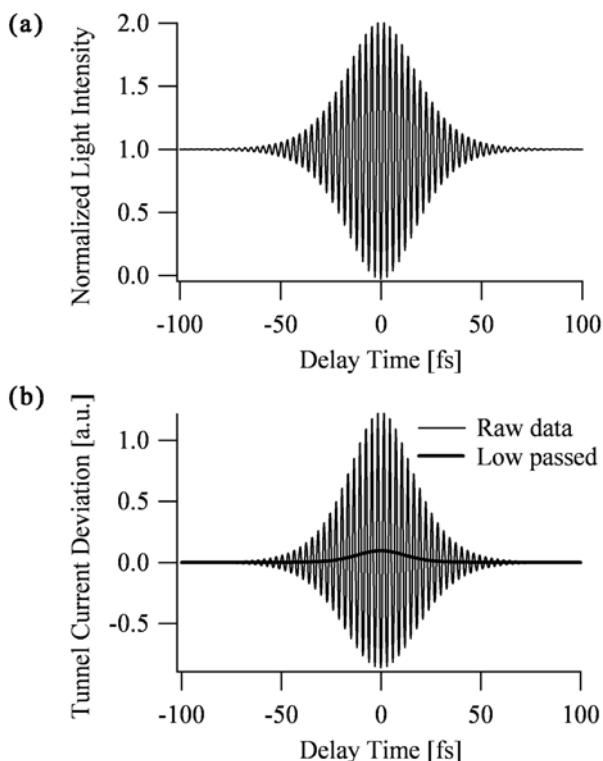 (a)
Normalized Light Intensity
2.0
1.0
0.5
0.0
-100 -50 0 50 100
Delay Time [fs]
(b)
Tunnel Current Deviation [a.u.]
1.0
0.5
0.0
-0.5
Raw data
Low passed
-100 -50 0 50 100
Delay Time [fs]